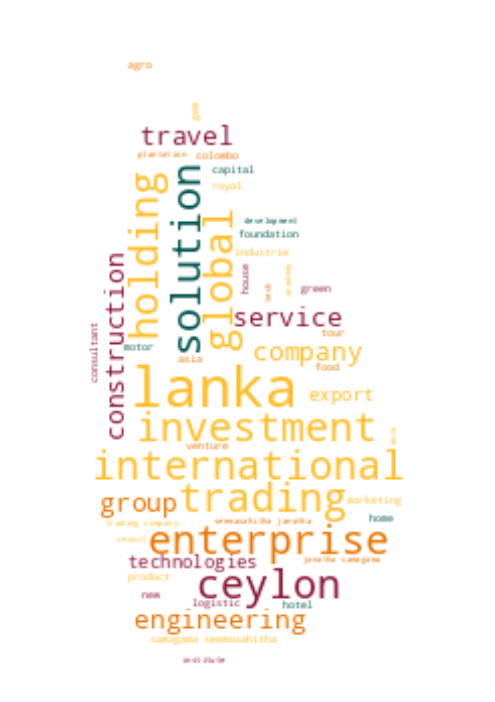 agro
gem
travel
plantation
colombo
capital
royal
holding
solution
global
development
foundation
industrie
construction
house
tech
academy
green
service
tour
consultant
motor
asia
company
food
lanka
export
investment
venture
international
group
trading
marketing
trading company
seemasahitha janatha
home
resort
enterprise
technologies
janatha samagama
product
ceylon
new
logistic
hotel
engineering
samagama seemasahitha
institute